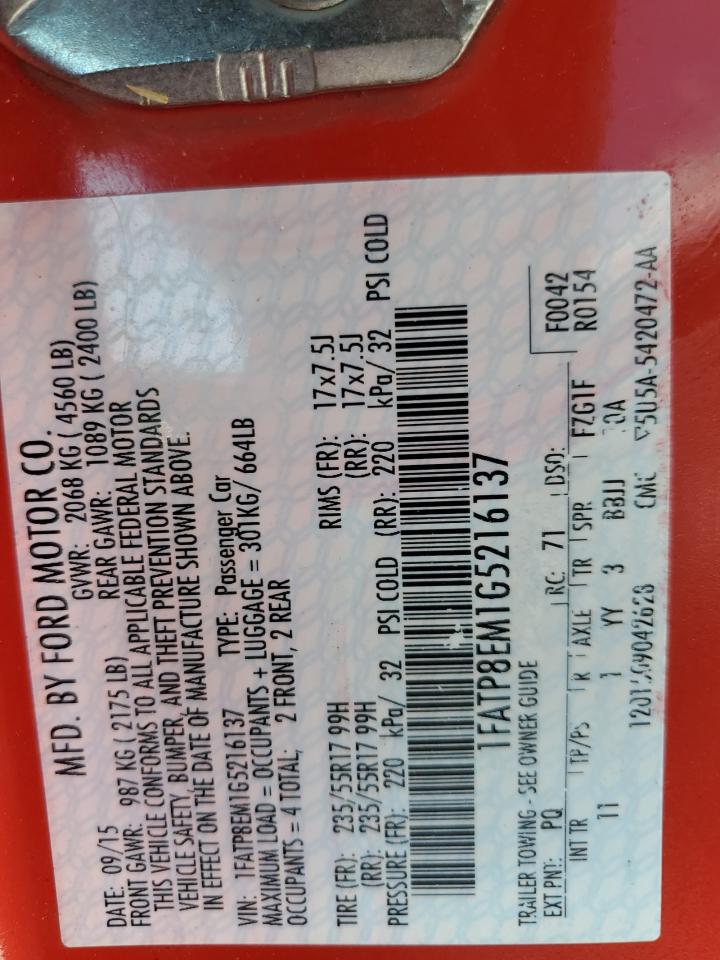 MFD. BY FORD MOTOR CO.
DATE: 09/15 GVWR: 2068 KG ( 4560 LB)
FRONT GAWR: 987 KG ( 2175 LB) REAR GAWR: 1089 KG ( 2400 LB)
THIS VEHICLE CONFORMS TO ALL APPLICABLE FEDERAL MOTOR
VEHICLE SAFETY, BUMPER, AND THEFT PREVENTION STANDARDS
IN EFFECT ON THE DATE OF MANUFACTURE SHOWN ABOVE.
VIN: 1FATP8EM1G5216137 TYPE: Passenger Car
MAXIMUM LOAD = OCCUPANTS + LUGGAGE = 301KG/ 664LB
OCCUPANTS = 4 TOTAL; 2 FRONT, 2 REAR
TIRE (FR): 235/55R17 99H RIMS (FR): 17x7.5J
(RR): 235/55R17 99H (RR): 17x7.5J
PRESSURE (FR): 220 kPa/ 32 PSI COLD (RR): 220 kPa/ 32 PSI COLD
1FATP8EM1G5216137
TRAILER TOWING - SEE OWNER GUIDE
F0042
EXT PNT: PQ RC: 71 DSO: R0154
INT TR TP/PS R AXLE TR SPR FZG1F
11 1 YY 3 BBJJ
5U5A-5420472-AA